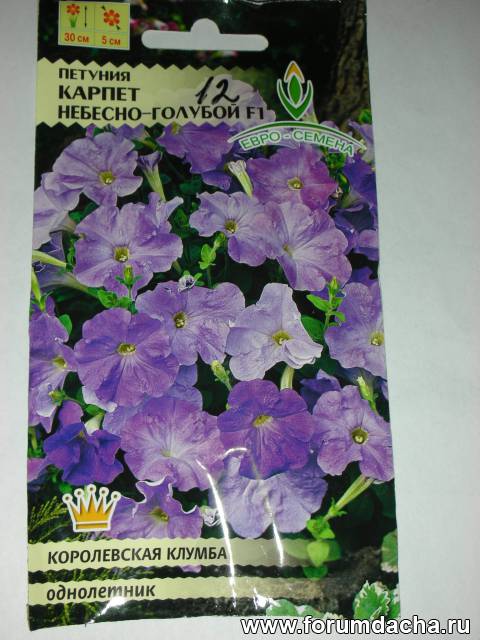 30 см 5 см
ПЕТУНИЯ
КАРПЕТ 12
НЕБЕСНО-ГОЛУБОЙ F1
ЕВРО - СЕМЕНА
КОРОЛЕВСКАЯ КЛУМБА
однолетник
www.forumdacha.ru